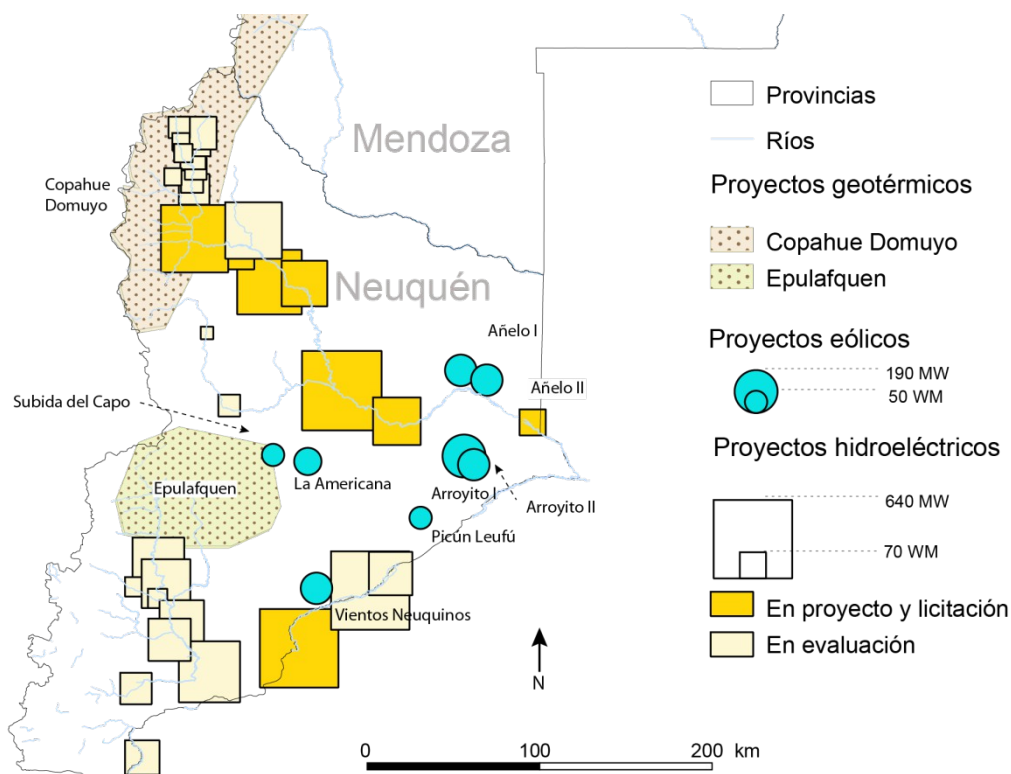 Mendoza
Neuquén
Copahue
Domuyo
Añelo I
Añelo II
Subida del Capo
La Americana
Epulafquen
Arroyito I
Arroyito II
Picún Leufú
Vientos Neuquinos
N
0
100
200
km
Provincias
Ríos
Proyectos geotérmicos
Copahue Domuyo
Epulafquen
Proyectos eólicos
190 MW
50 WM
Proyectos hidroeléctricos
640 MW
70 WM
En proyecto y licitación
En evaluación